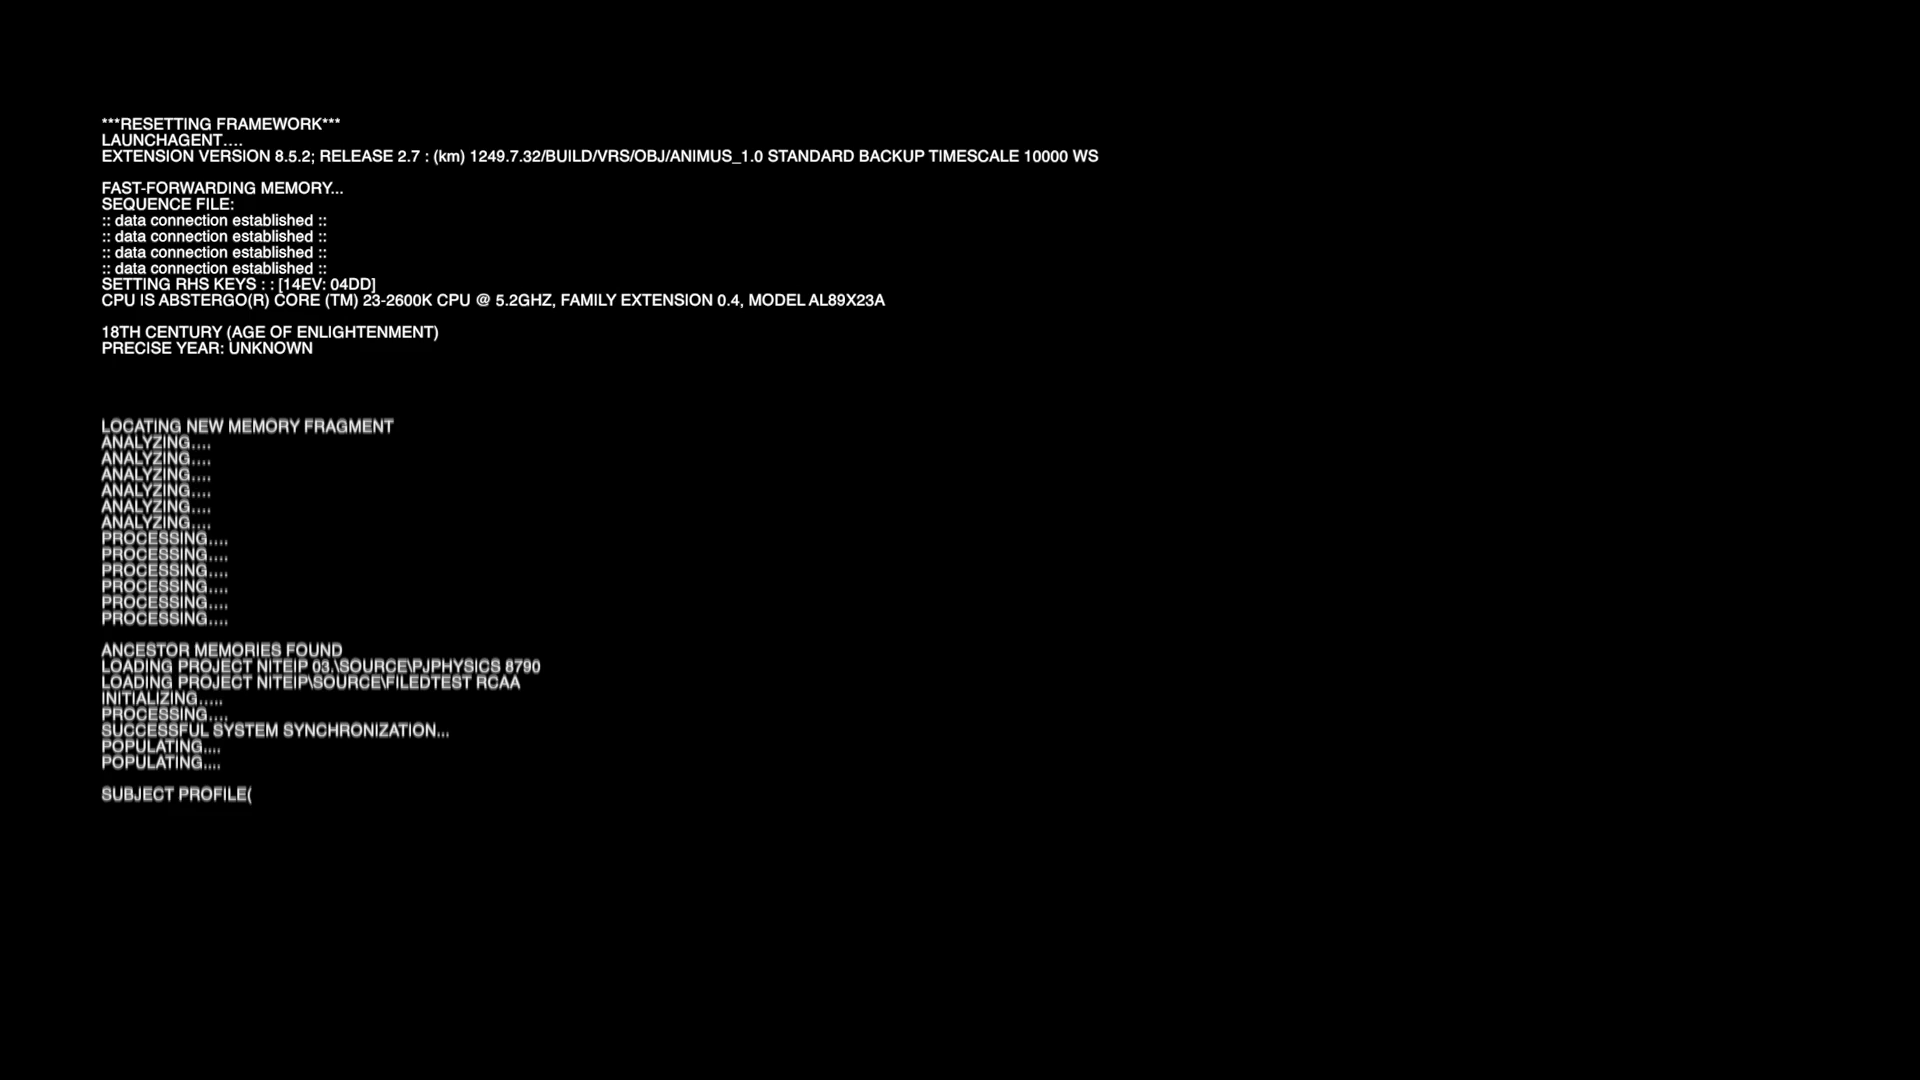 ***RESETTING FRAMEWORK***
LAUNCHAGENT....
EXTENSION VERSION 8.5.2; RELEASE 2.7 : (km) 1249.7.32/BUILD/VRS/OBJ/ANIMUS_1.0 STANDARD BACKUP TIMESCALE 10000 WS
FAST-FORWARDING MEMORY...
SEQUENCE FILE:
:: data connection established ::
:: data connection established ::
:: data connection established ::
:: data connection established ::
SETTING RHS KEYS : : [14EV: 04DD]
CPU IS ABSTERGO(R) CORE (TM) 23-2600K CPU @ 5.2GHZ, FAMILY EXTENSION 0.4, MODEL AL89X23A
18TH CENTURY (AGE OF ENLIGHTENMENT)
PRECISE YEAR: UNKNOWN
LOCATING NEW MEMORY FRAGMENT
ANALYZING....
ANALYZING....
ANALYZING....
ANALYZING....
ANALYZING....
ANALYZING....
PROCESSING....
PROCESSING....
PROCESSING....
PROCESSING....
PROCESSING....
PROCESSING....
ANCESTOR MEMORIES FOUND
LOADING PROJECT NITEIP 03.\SOURCE\PJPHYSICS 8790
LOADING PROJECT NITEIP\SOURCE\FILEDTEST RCAA
INITIALIZING.....
PROCESSING....
SUCCESSFUL SYSTEM SYNCHRONIZATION...
POPULATING....
POPULATING....
SUBJECT PROFILE(